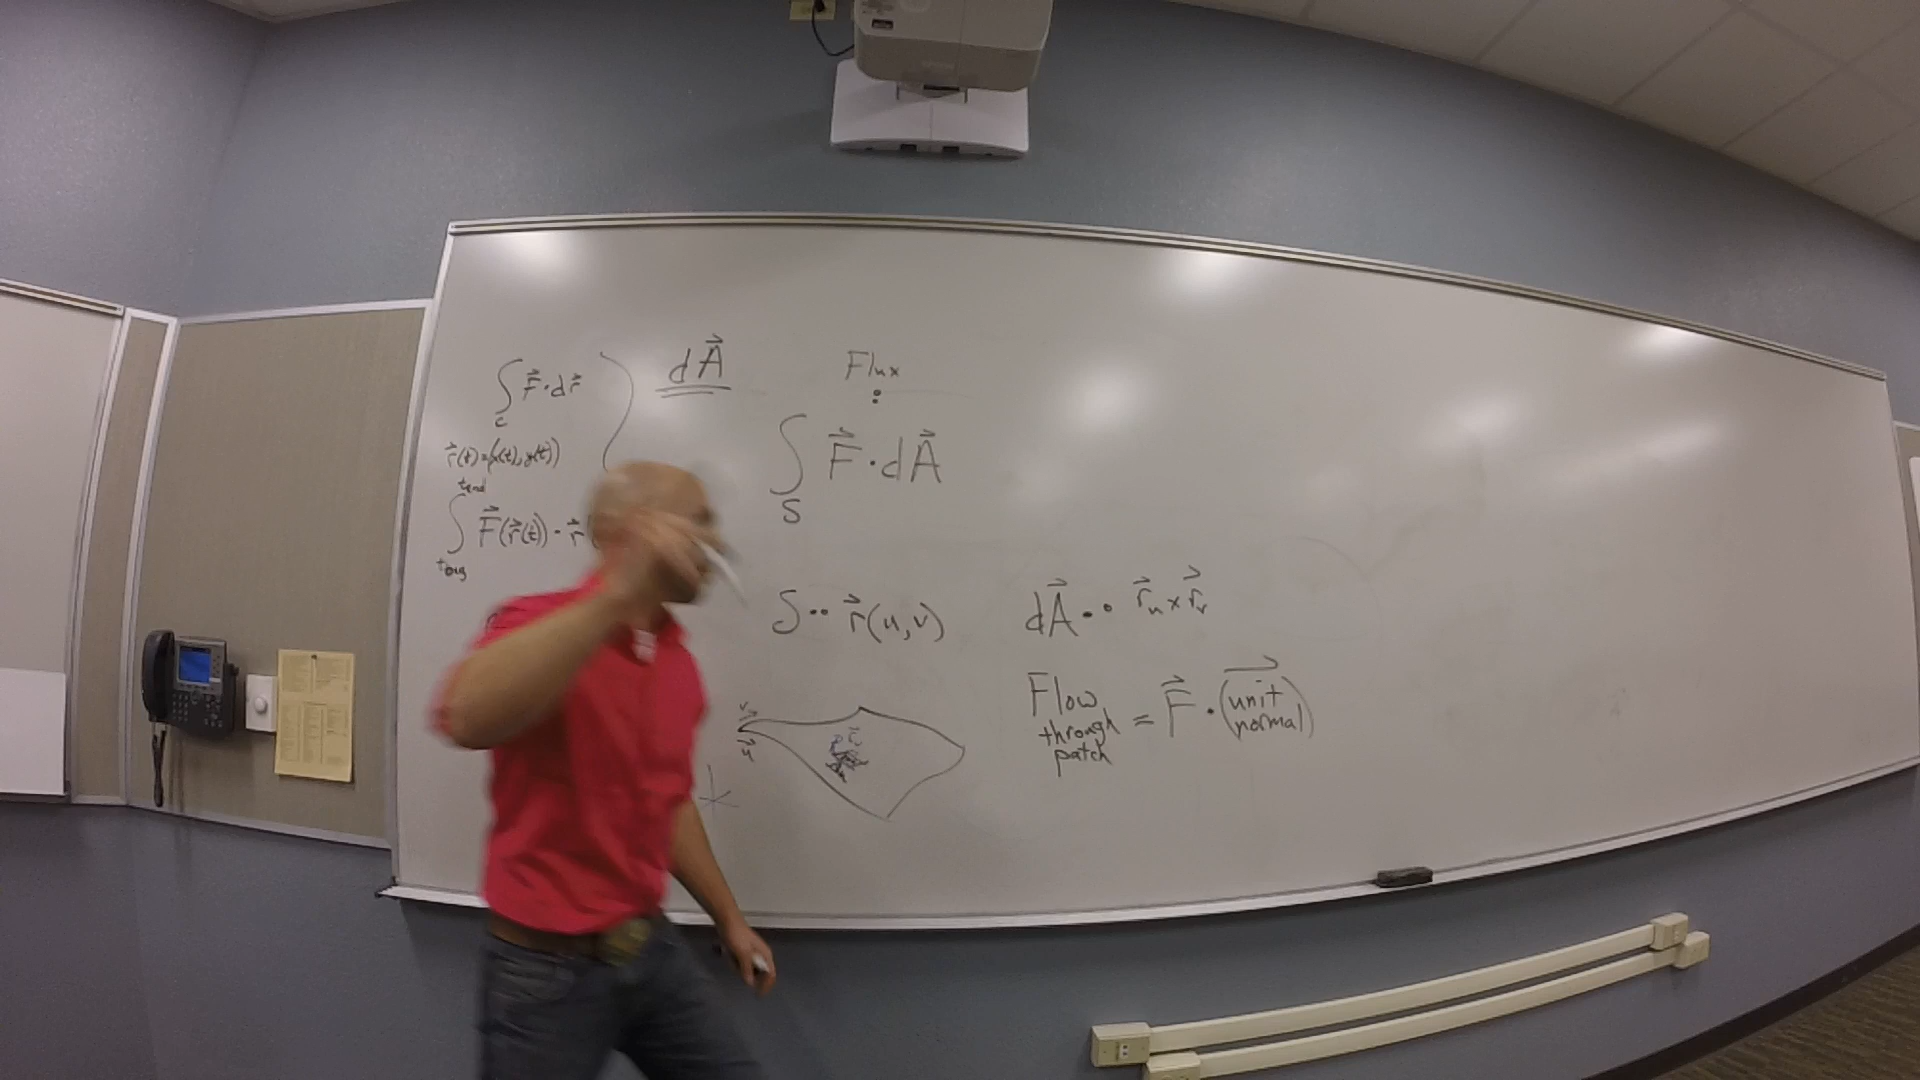 ∫_C F⃗·dr⃗
r⃗(t)=(x(t),y(t))
∫_{t_beg}^{t_end} F⃗(r⃗(t))·r⃗
dA⃗
Flux
:
∫_S F⃗·dA⃗
S·· r⃗(u,v)
dA⃗·· r⃗_u×r⃗_v
Flow through patch = F⃗·(unit normal)